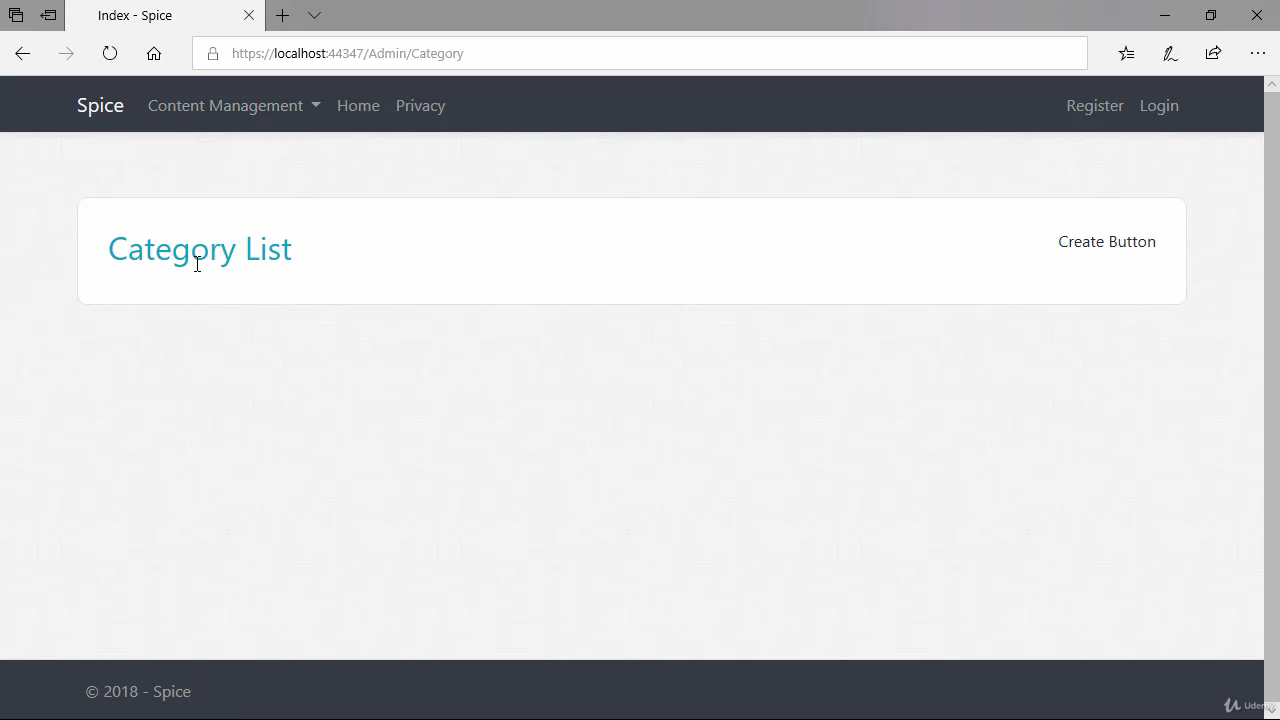 Index - Spice
https://localhost:44347/Admin/Category
Spice Content Management Home Privacy Register Login
Category List
Create Button
© 2018 - Spice
Udemy